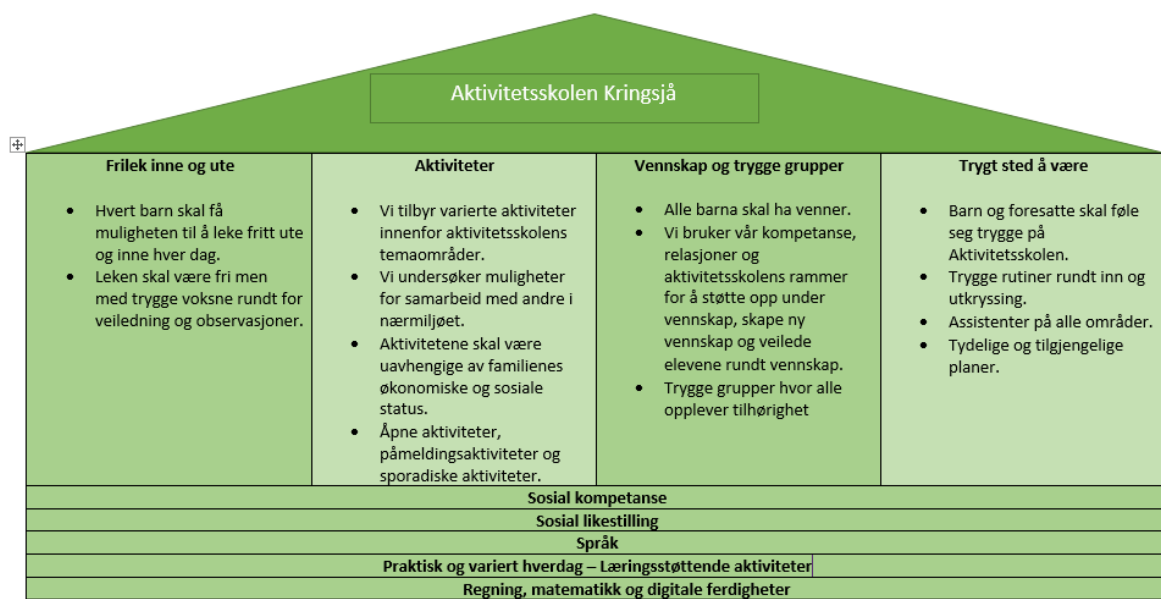 Aktivitetsskolen Kringsjå
Frilek inne og ute
• Hvert barn skal få
muligheten til å leke fritt ute
og inne hver dag.
• Leken skal være fri men
med trygge voksne rundt for
veiledning og observasjoner.
Aktiviteter
• Vi tilbyr varierte aktiviteter
innenfor aktivitetsskolens
temaområder.
• Vi undersøker muligheter
for samarbeid med andre i
nærmiljøet.
• Aktivitetene skal være
uavhengige av familienes
økonomiske og sosiale
status.
• Åpne aktiviteter,
påmeldingsaktiviteter og
sporadiske aktiviteter.
Vennskap og trygge grupper
• Alle barna skal ha venner.
• Vi bruker vår kompetanse,
relasjoner og
aktivitetsskolens rammer
for å støtte opp under
vennskap, skape ny
vennskap og veilede
elevene rundt vennskap.
• Trygge grupper hvor alle
opplever tilhørighet
Trygt sted å være
• Barn og foresatte skal føle
seg trygge på
Aktivitetsskolen.
• Trygge rutiner rundt inn og
utkryssing.
• Assistenter på alle områder.
• Tydelige og tilgjengelige
planer.
Sosial kompetanse
Sosial likestilling
Språk
Praktisk og variert hverdag – Læringsstøttende aktiviteter
Regning, matematikk og digitale ferdigheter